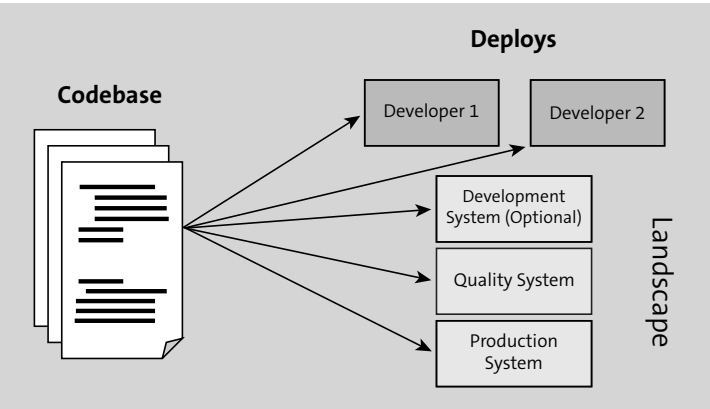 Deploys
Codebase
Developer 1
Developer 2
Development
System (Optional)
Quality System
Production
System
Landscape